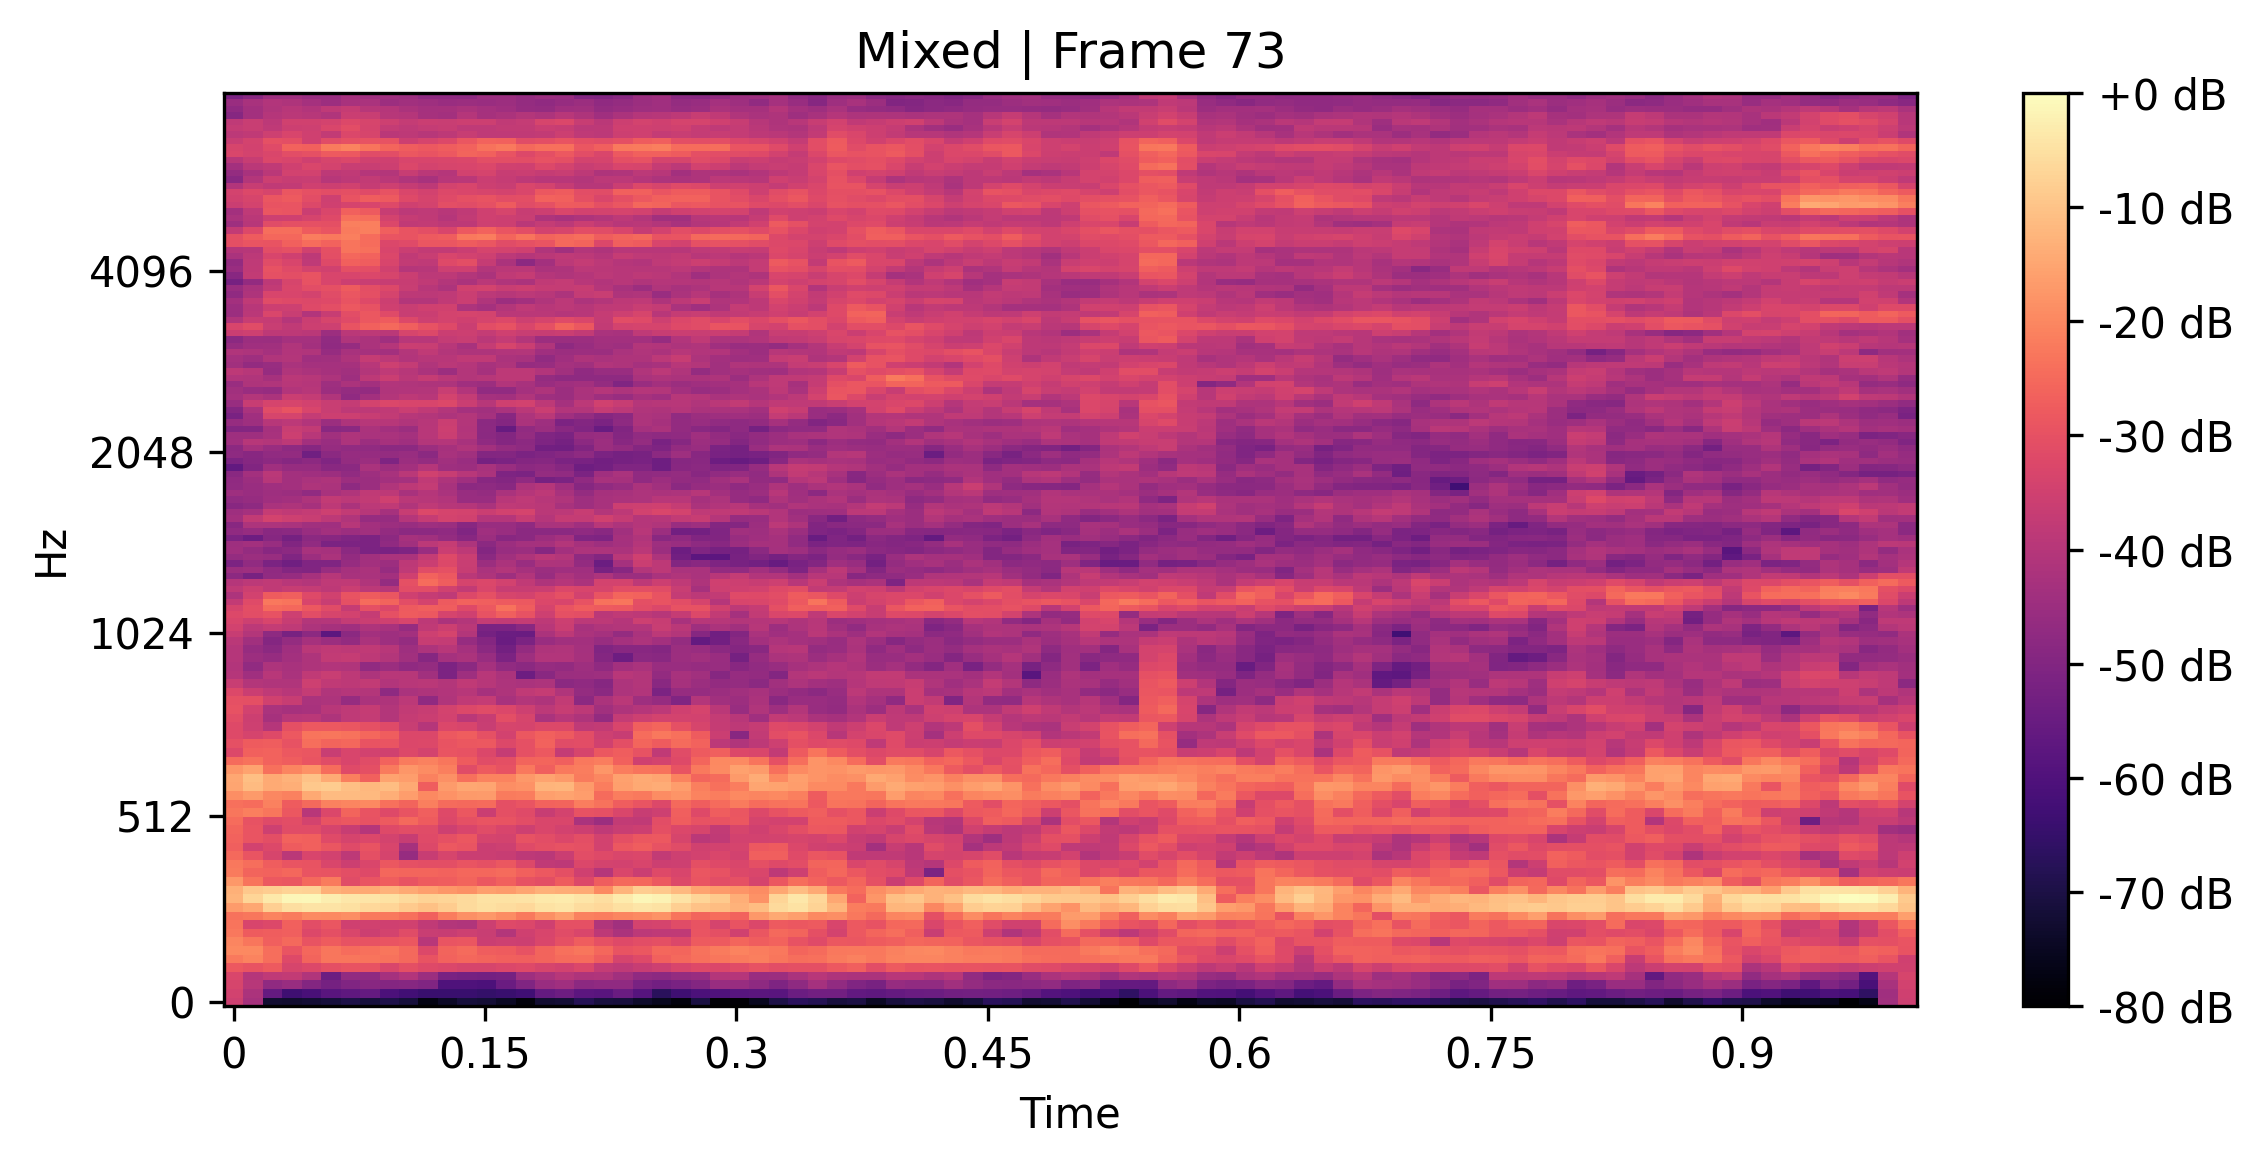 Mixed | Frame 73
Hz
4096
2048
1024
512
0
0
0.15
0.3
0.45
0.6
0.75
0.9
Time
+0 dB
-10 dB
-20 dB
-30 dB
-40 dB
-50 dB
-60 dB
-70 dB
-80 dB